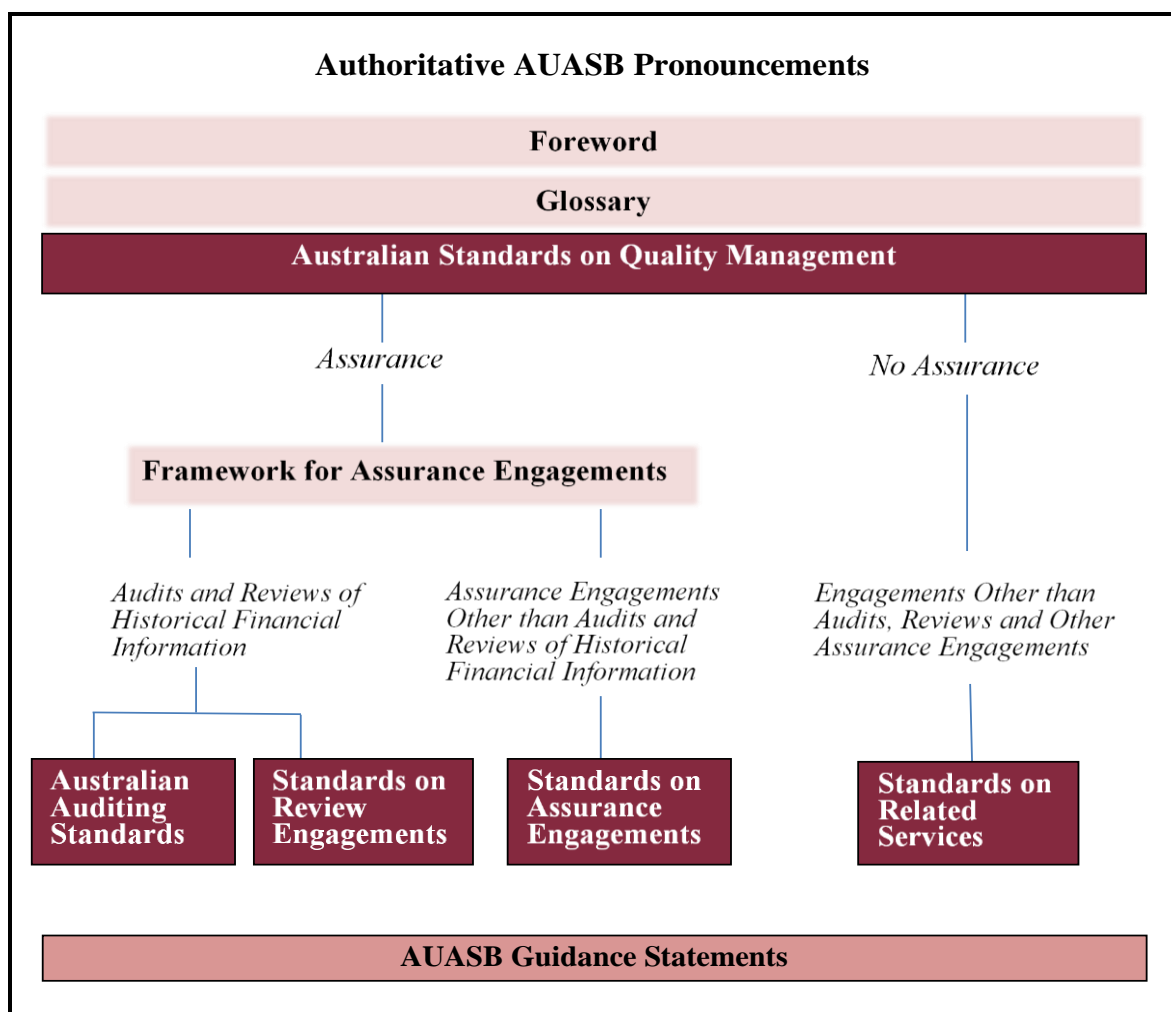 Authoritative AUASB Pronouncements
Foreword
Glossary
Australian Standards on Quality Management
Assurance
No Assurance
Framework for Assurance Engagements
Audits and Reviews of
Historical Financial
Information
Assurance Engagements
Other than Audits and
Reviews of Historical
Financial Information
Engagements Other than
Audits, Reviews and Other
Assurance Engagements
Australian
Auditing
Standards
Standards on
Review
Engagements
Standards on
Assurance
Engagements
Standards on
Related
Services
AUASB Guidance Statements